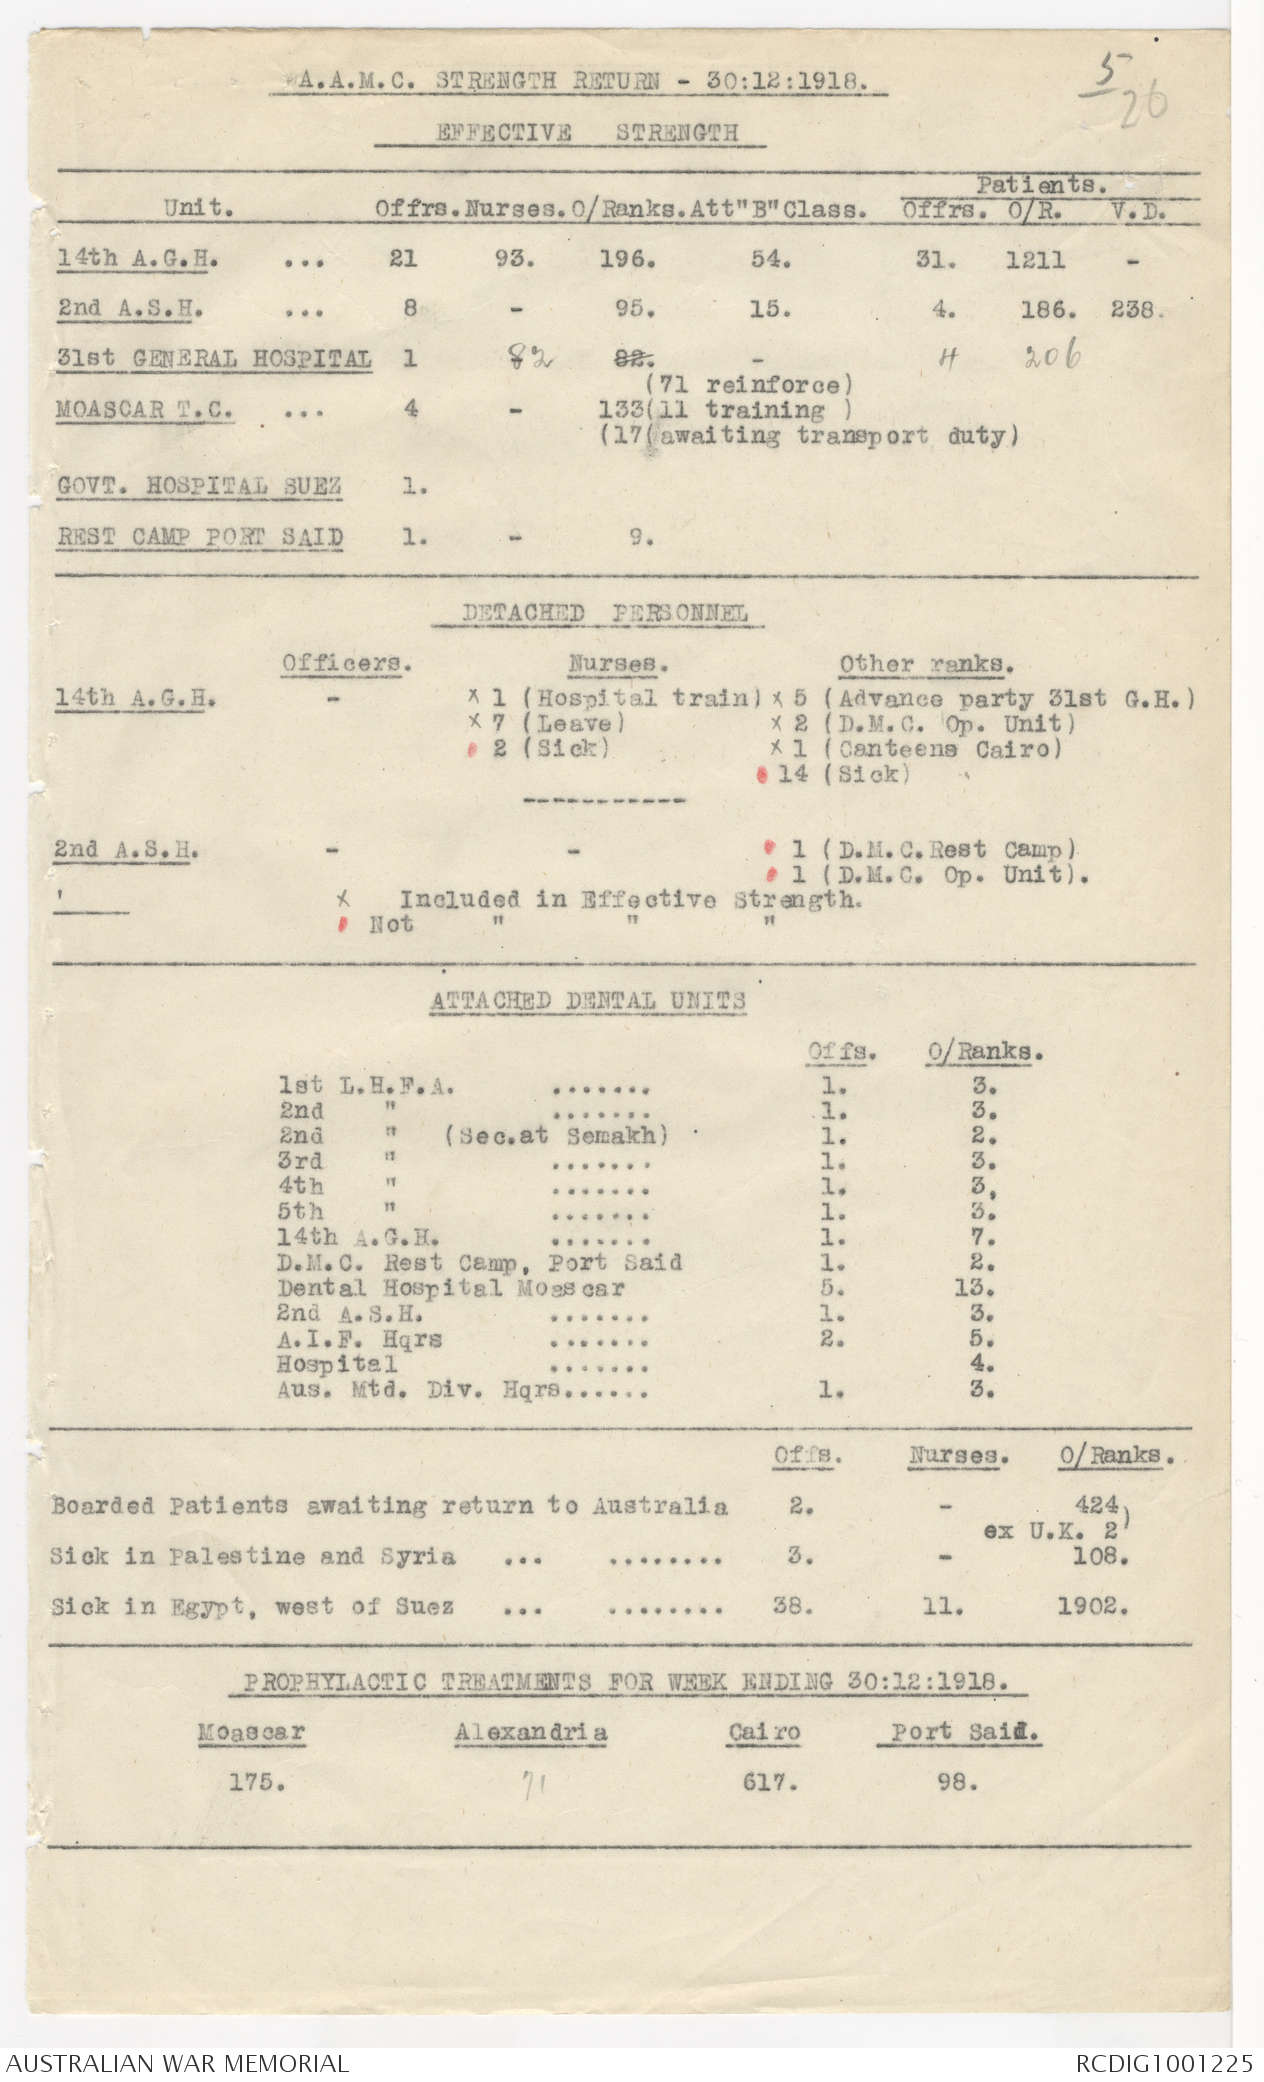 5
26
A.A.M.C. STRENGTH RETURN - 30:12:1918.
EFFECTIVE STRENGTH
Patients.
Unit. Offrs. Nurses. O/Ranks. Att"B"Class. Offrs. O/R. V.D.
14th A.G.H. ... 21 93. 196. 54. 31. 1211 -
2nd A.S.H. ... 8 - 95. 15. 4. 186. 238.
31st GENERAL HOSPITAL 1 82 82. - 4 206
(71 reinforce)
MOASCAR T.C. ... 4 - 133(11 training )
(17(awaiting transport duty)
GOVT. HOSPITAL SUEZ 1.
REST CAMP PORT SAID 1. - 9.
DETACHED PERSONNEL
Officers. Nurses. Other ranks.
14th A.G.H. - x 1 (Hospital train) x 5 (Advance party 31st G.H.)
x 7 (Leave) x 2 (D.M.C. Op. Unit)
2 (Sick) x 1 (Canteens Cairo)
14 (Sick)
-----------
2nd A.S.H. - - 1 (D.M.C.Rest Camp)
1 (D.M.C. Op. Unit).
' x Included in Effective Strength.
Not " " "
ATTACHED DENTAL UNITS
Offs. O/Ranks.
1st L.H.F.A. ....... 1. 3.
2nd " ....... 1. 3.
2nd " (Sec.at Semakh) 1. 2.
3rd " ....... 1. 3.
4th " ....... 1. 3,
5th " ....... 1. 3.
14th A.G.H. ....... 1. 7.
D.M.C. Rest Camp, Port Said 1. 2.
Dental Hospital Moascar 5. 13.
2nd A.S.H. ....... 1. 3.
A.I.F. Hqrs ....... 2. 5.
Hospital ....... 4.
Aus. Mtd. Div. Hqrs...... 1. 3.
Offs. Nurses. O/Ranks.
Boarded Patients awaiting return to Australia 2. - 424)
ex U.K. 2
Sick in Palestine and Syria ... ........ 3. - 108.
Sick in Egypt, west of Suez ... ........ 38. 11. 1902.
PROPHYLACTIC TREATMENTS FOR WEEK ENDING 30:12:1918.
Moascar Alexandria Cairo Port Said.
175. 71 617. 98.
AUSTRALIAN WAR MEMORIAL RCDIG1001225